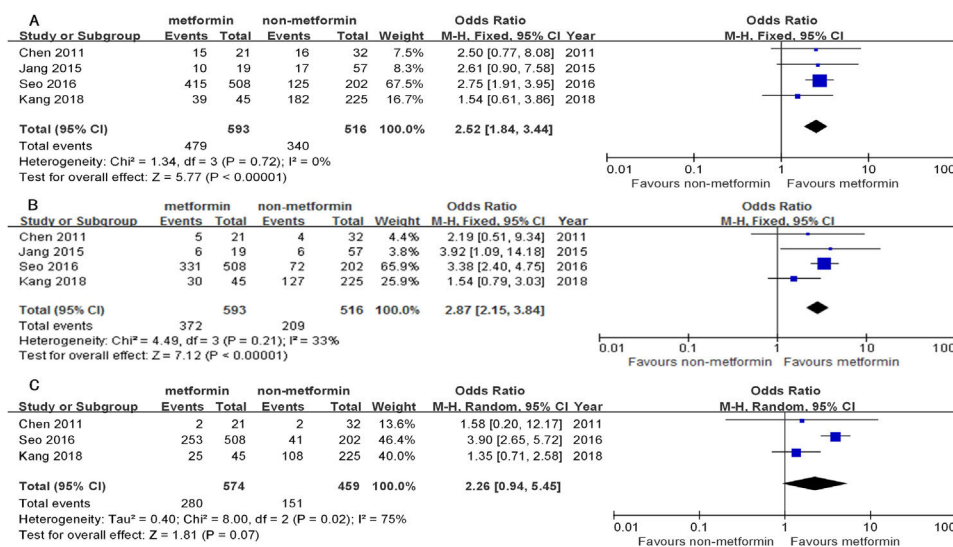 A
metformin non-metformin Odds Ratio Odds Ratio
Study or Subgroup Events Total Events Total Weight M-H, Fixed, 95% CI Year M-H, Fixed, 95% CI
Chen 2011 15 21 16 32 7.5% 2.50 [0.77, 8.08] 2011
Jang 2015 10 19 17 57 8.3% 2.61 [0.90, 7.58] 2015
Seo 2016 415 508 125 202 67.5% 2.75 [1.91, 3.95] 2016
Kang 2018 39 45 182 225 16.7% 1.54 [0.61, 3.86] 2018
Total (95% CI) 593 516 100.0% 2.52 [1.84, 3.44]
Total events 479 340
Heterogeneity: Chi² = 1.34, df = 3 (P = 0.72); I² = 0%
Test for overall effect: Z = 5.77 (P < 0.00001)
0.01 0.1 1 10 100
Favours non-metformin Favours metformin
B
metformin non-metformin Odds Ratio Odds Ratio
Study or Subgroup Events Total Events Total Weight M-H, Fixed, 95% CI Year M-H, Fixed, 95% CI
Chen 2011 5 21 4 32 4.4% 2.19 [0.51, 9.34] 2011
Jang 2015 6 19 6 57 3.8% 3.92 [1.09, 14.18] 2015
Seo 2016 331 508 72 202 65.9% 3.38 [2.40, 4.75] 2016
Kang 2018 30 45 127 225 25.9% 1.54 [0.79, 3.03] 2018
Total (95% CI) 593 516 100.0% 2.87 [2.15, 3.84]
Total events 372 209
Heterogeneity: Chi² = 4.49, df = 3 (P = 0.21); I² = 33%
Test for overall effect: Z = 7.12 (P < 0.00001)
0.01 0.1 1 10 100
Favours non-metformin Favours metformin
C
metformin non-metformin Odds Ratio Odds Ratio
Study or Subgroup Events Total Events Total Weight M-H, Random, 95% CI Year M-H, Random, 95% CI
Chen 2011 2 21 2 32 13.6% 1.58 [0.20, 12.17] 2011
Seo 2016 253 508 41 202 46.4% 3.90 [2.65, 5.72] 2016
Kang 2018 25 45 108 225 40.0% 1.35 [0.71, 2.58] 2018
Total (95% CI) 574 459 100.0% 2.26 [0.94, 5.45]
Total events 280 151
Heterogeneity: Tau² = 0.40; Chi² = 8.00, df = 2 (P = 0.02); I² = 75%
Test for overall effect: Z = 1.81 (P = 0.07)
0.01 0.1 1 10 100
Favours non-metformin Favours metformin